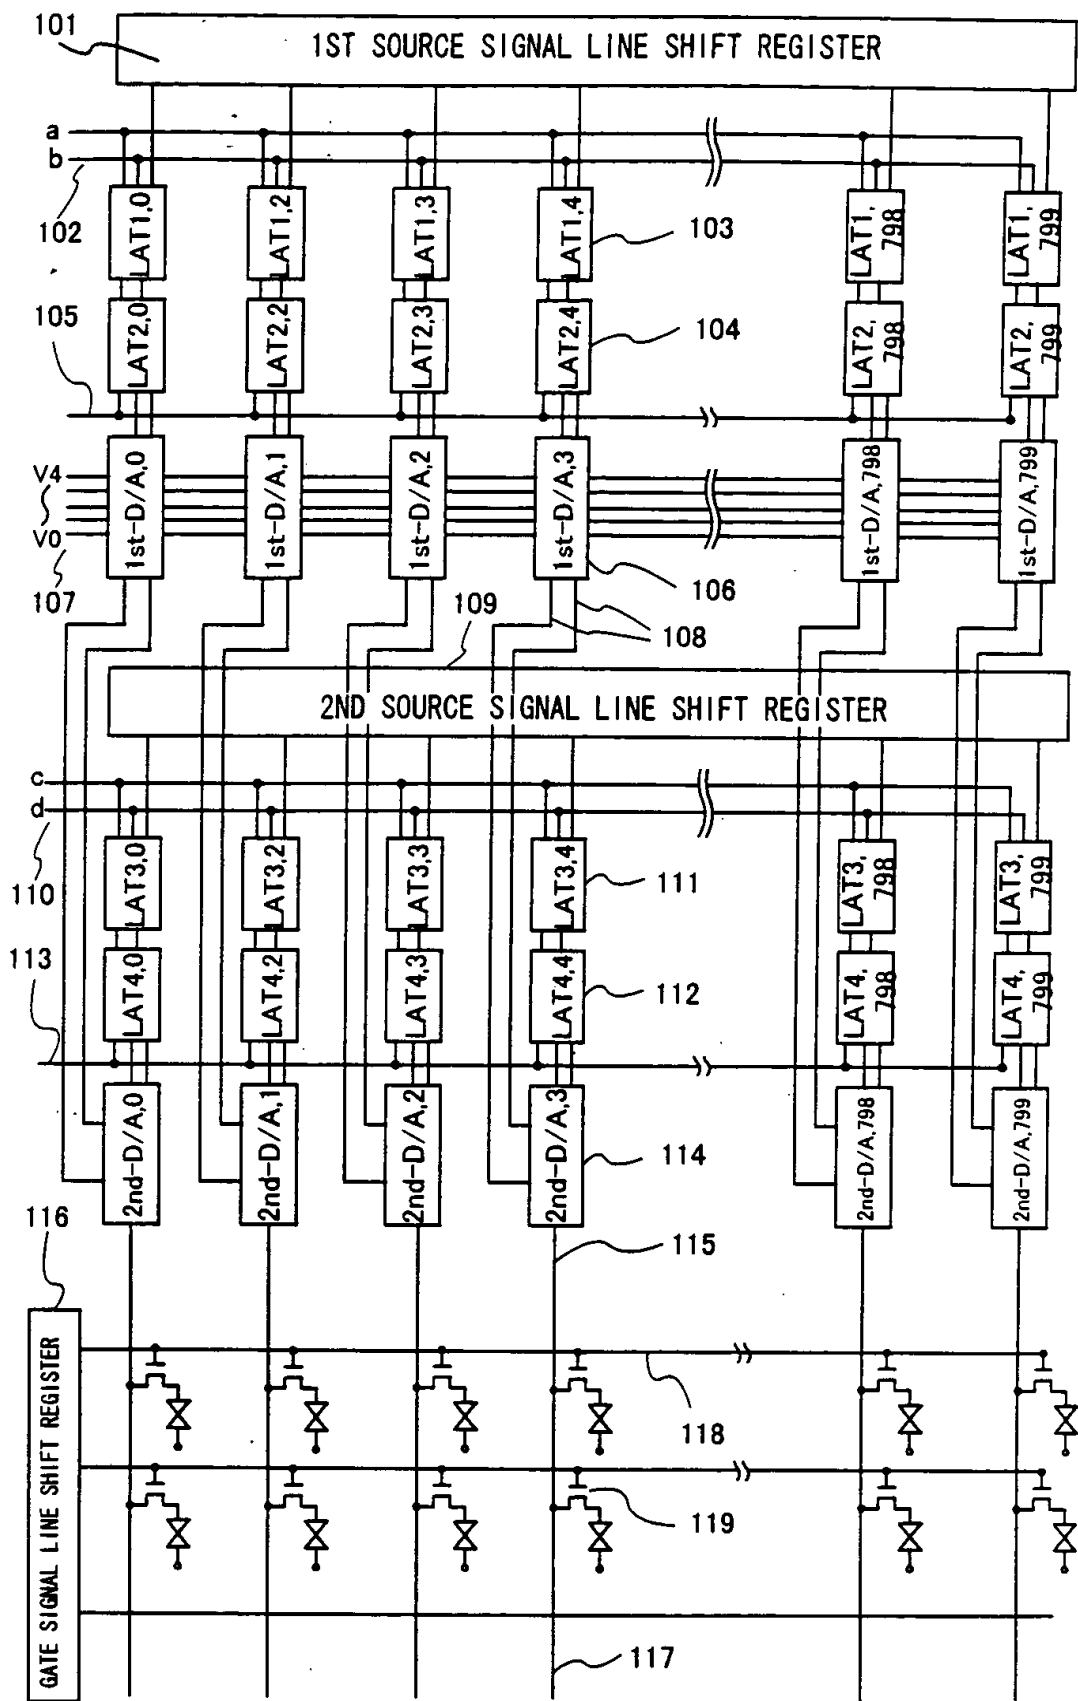 101
1ST SOURCE SIGNAL LINE SHIFT REGISTER
a
b
102
LAT1,0
LAT1,2
LAT1,3
LAT1,4
103
LAT1,
798
LAT1,
799
105
LAT2,0
LAT2,2
LAT2,3
LAT2,4
104
LAT2,
798
LAT2,
799
V4
V0
107
1st-D/A,0
1st-D/A,1
1st-D/A,2
1st-D/A,3
106
1st-D/A,798
1st-D/A,799
109
108
2ND SOURCE SIGNAL LINE SHIFT REGISTER
c
d
110
LAT3,0
LAT3,2
LAT3,3
LAT3,4
111
LAT3,
798
LAT3,
799
113
LAT4,0
LAT4,2
LAT4,3
LAT4,4
112
LAT4,
798
LAT4,
799
2nd-D/A,0
2nd-D/A,1
2nd-D/A,2
2nd-D/A,3
114
2nd-D/A,798
2nd-D/A,799
116
115
GATE SIGNAL LINE SHIFT REGISTER
118
119
117